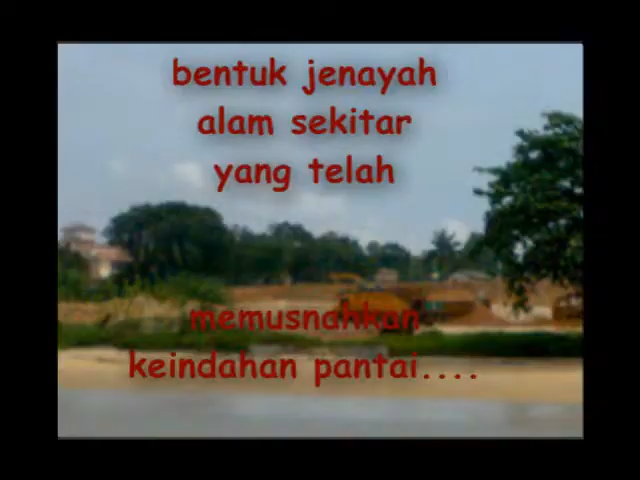 bentuk jenayah
alam sekitar
yang telah
memusnahkan
keindahan pantai....